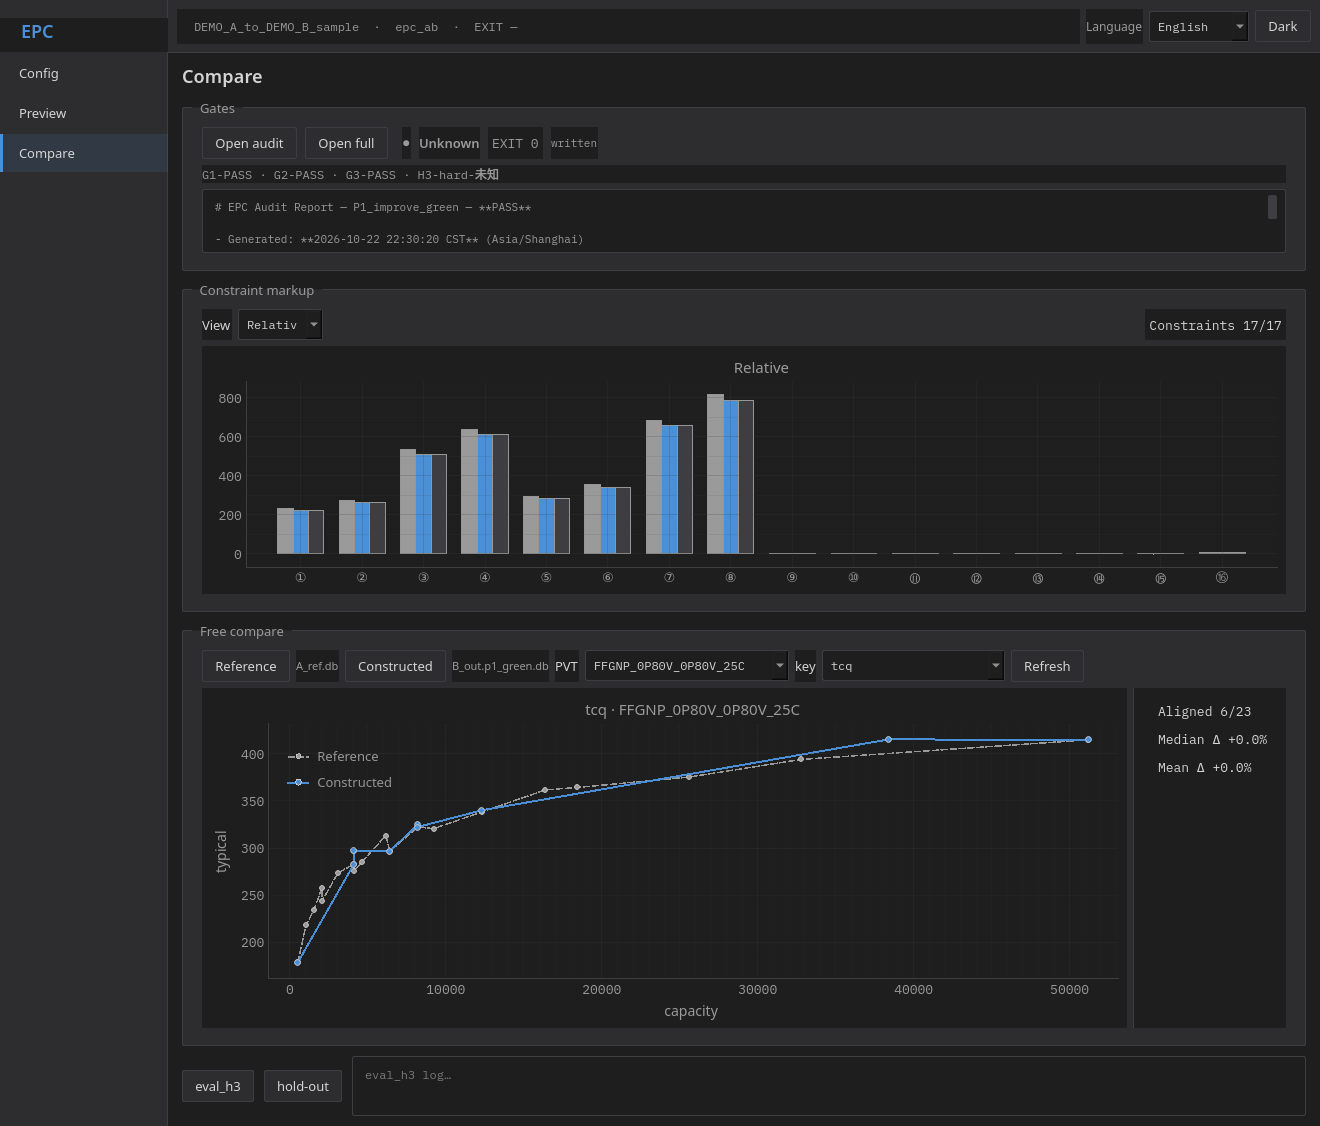 EPC
DEMO_A_to_DEMO_B_sample · epc_ab · EXIT —
Language
English
Dark
Config
Preview
Compare
Compare
Gates
Open audit
Open full
● Unknown
EXIT 0
written
G1-PASS · G2-PASS · G3-PASS · H3-hard-未知
# EPC Audit Report — P1_improve_green — **PASS**
- Generated: **2026-10-22 22:30:20 CST** (Asia/Shanghai)
Constraint markup
View
Relativ
Constraints 17/17
Relative
800
600
400
200
0
① ② ③ ④ ⑤ ⑥ ⑦ ⑧ ⑨ ⑩ ⑪ ⑫ ⑬ ⑭ ⑮ ⑯
Free compare
Reference
A_ref.db
Constructed
B_out.p1_green.db
PVT
FFGNP_0P80V_0P80V_25C
key
tcq
Refresh
tcq · FFGNP_0P80V_0P80V_25C
Reference
Constructed
400
350
300
250
200
typical
0 10000 20000 30000 40000 50000
capacity
Aligned 6/23
Median Δ +0.0%
Mean Δ +0.0%
eval_h3
hold-out
eval_h3 log…